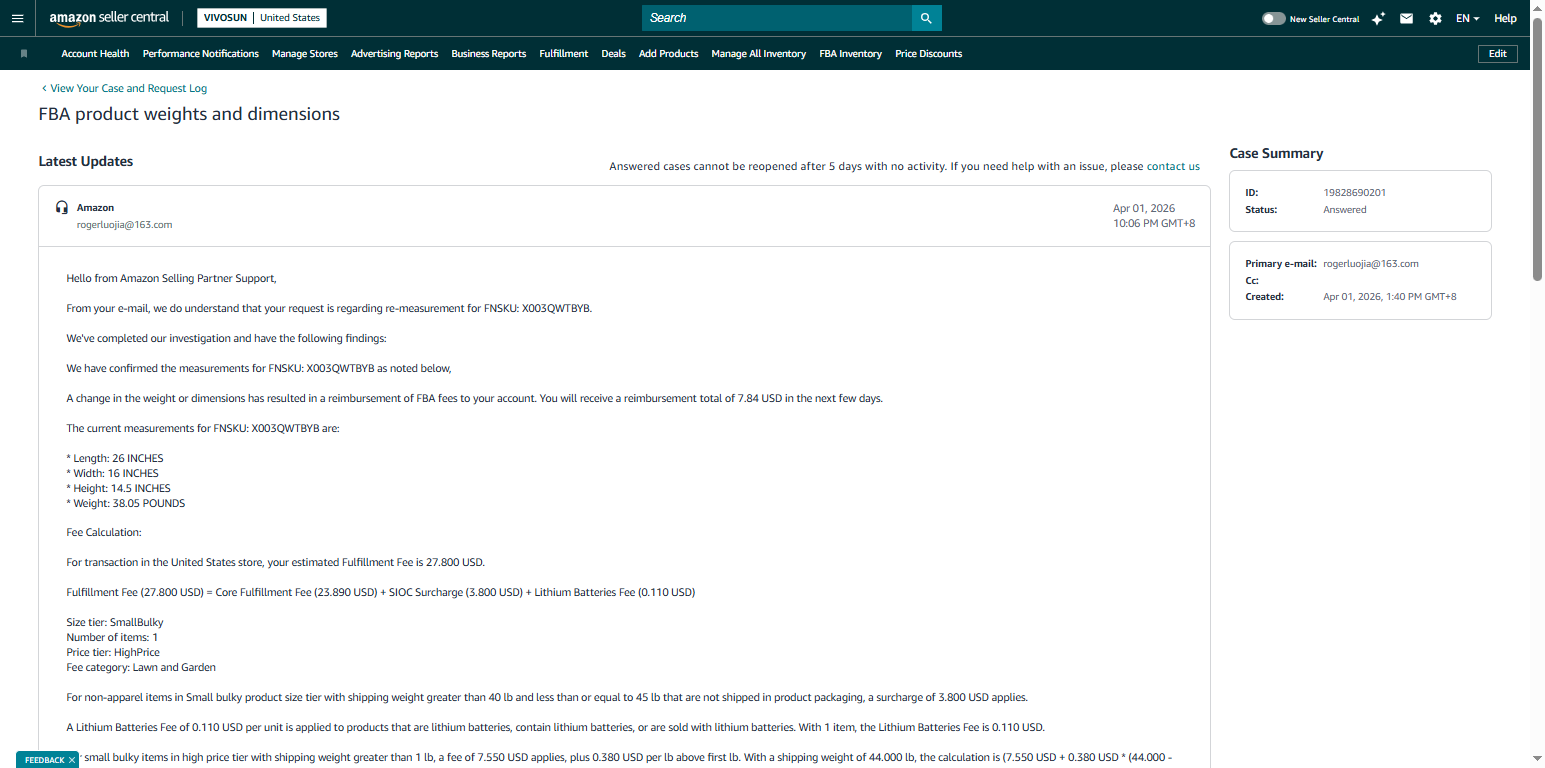 amazon seller central
VIVOSUN | United States
Search
New Seller Central
EN
Help
Account Health
Performance Notifications
Manage Stores
Advertising Reports
Business Reports
Fulfillment
Deals
Add Products
Manage All Inventory
FBA Inventory
Price Discounts
Edit
View Your Case and Request Log
FBA product weights and dimensions
Latest Updates
Answered cases cannot be reopened after 5 days with no activity. If you need help with an issue, please contact us
Amazon
rogerluojia@163.com
Apr 01, 2026
10:06 PM GMT+8
Hello from Amazon Selling Partner Support,
From your e-mail, we do understand that your request is regarding re-measurement for FNSKU: X003QWTBYB.
We've completed our investigation and have the following findings:
We have confirmed the measurements for FNSKU: X003QWTBYB as noted below,
A change in the weight or dimensions has resulted in a reimbursement of FBA fees to your account. You will receive a reimbursement total of 7.84 USD in the next few days.
The current measurements for FNSKU: X003QWTBYB are:
* Length: 26 INCHES
* Width: 16 INCHES
* Height: 14.5 INCHES
* Weight: 38.05 POUNDS
Fee Calculation:
For transaction in the United States store, your estimated Fulfillment Fee is 27.800 USD.
Fulfillment Fee (27.800 USD) = Core Fulfillment Fee (23.890 USD) + SIOC Surcharge (3.800 USD) + Lithium Batteries Fee (0.110 USD)
Size tier: SmallBulky
Number of items: 1
Price tier: HighPrice
Fee category: Lawn and Garden
For non-apparel items in Small bulky product size tier with shipping weight greater than 40 lb and less than or equal to 45 lb that are not shipped in product packaging, a surcharge of 3.800 USD applies.
A Lithium Batteries Fee of 0.110 USD per unit is applied to products that are lithium batteries, contain lithium batteries, or are sold with lithium batteries. With 1 item, the Lithium Batteries Fee is 0.110 USD.
small bulky items in high price tier with shipping weight greater than 1 lb, a fee of 7.550 USD applies, plus 0.380 USD per lb above first lb. With a shipping weight of 44.000 lb, the calculation is (7.550 USD + 0.380 USD * (44.000 -
FEEDBACK
Case Summary
ID: 19828690201
Status: Answered
Primary e-mail: rogerluojia@163.com
Cc:
Created: Apr 01, 2026, 1:40 PM GMT+8